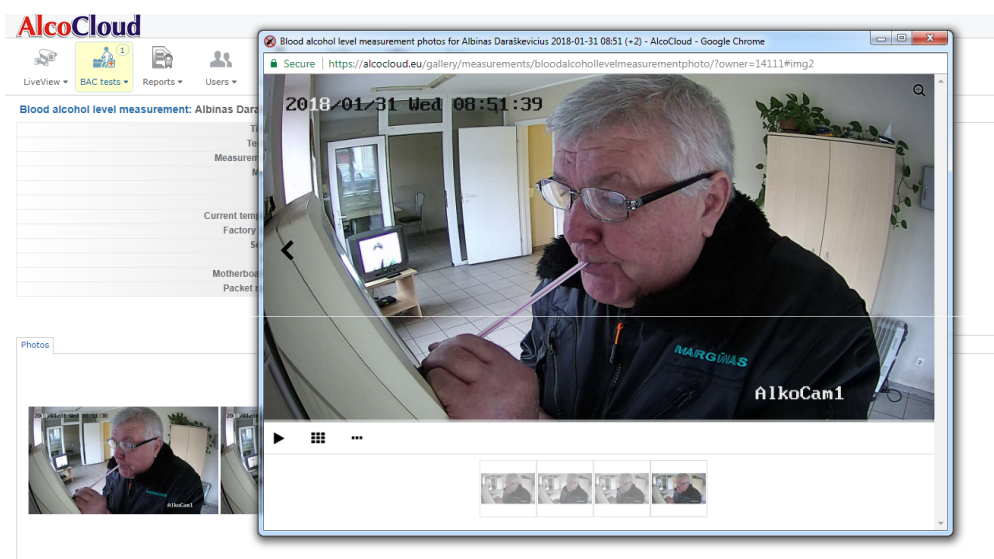 AlcoCloud
LiveView
BAC tests
1
Reports
Users
Blood alcohol level measurement: Albinas Dara
Measurem
Current temp
Factory
Motherboa
Packet
Photos
Blood alcohol level measurement photos for Albinas Daraškevicius 2018-01-31 08:51 (+2) - AlcoCloud - Google Chrome
Secure
https://alcocloud.eu/gallery/measurements/bloodalcohollevelmeasurementphoto/?owner=14111#img2
2018/01/31 Wed 08:51:39
MARGŪNAS
AlkoCam1
AlkoCam1